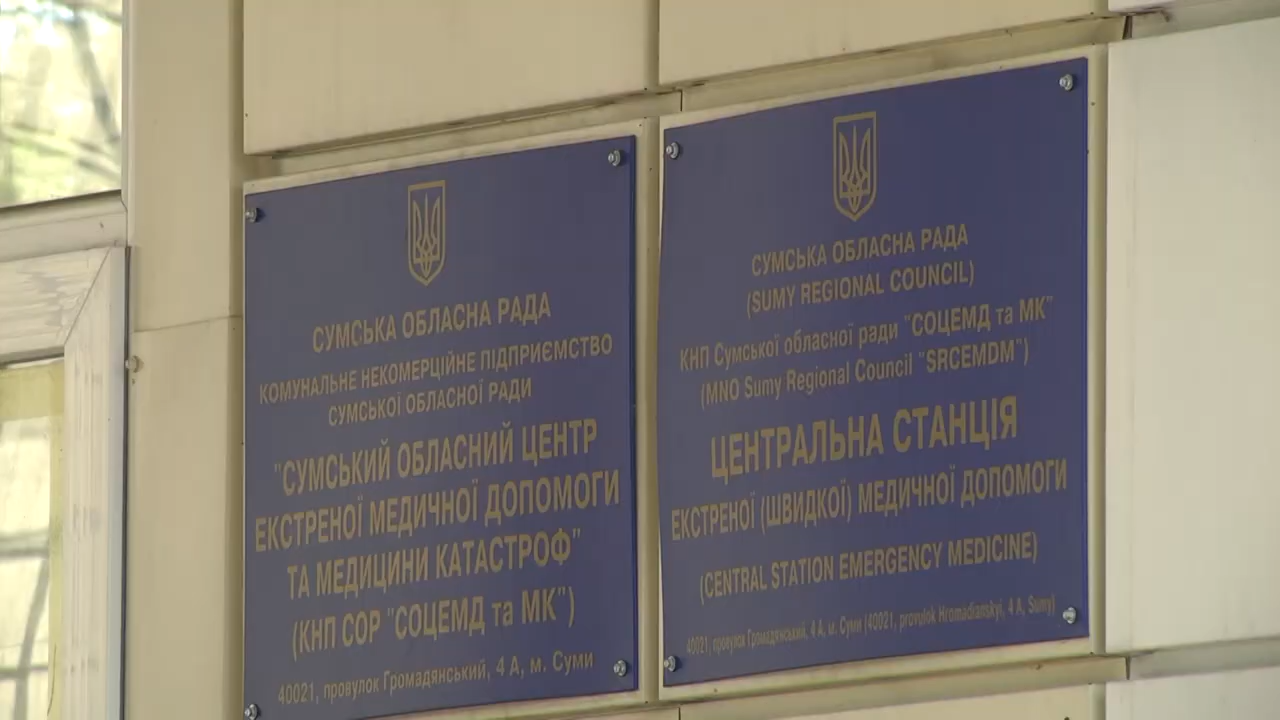 СУМСЬКА ОБЛАСНА РАДА
КОМУНАЛЬНЕ НЕКОМЕРЦІЙНЕ ПІДПРИЄМСТВО
СУМСЬКОЇ ОБЛАСНОЇ РАДИ
"СУМСЬКИЙ ОБЛАСНИЙ ЦЕНТР
ЕКСТРЕНОЇ МЕДИЧНОЇ ДОПОМОГИ
ТА МЕДИЦИНИ КАТАСТРОФ"
(КНП СОР "СОЦЕМД та МК")
40021, провулок Громадянський, 4 А, м. Суми
СУМСЬКА ОБЛАСНА РАДА
(SUMY REGIONAL COUNCIL)
КНП Сумської обласної ради "СОЦЕМД та МК"
(MNO Sumy Regional Council "SRCEMDM")
ЦЕНТРАЛЬНА СТАНЦІЯ
ЕКСТРЕНОЇ (ШВИДКОЇ) МЕДИЧНОЇ ДОПОМОГИ
(CENTRAL STATION EMERGENCY MEDICINE)
40021, провулок Громадянський, 4 А, м. Суми (40021, provulok Hromadianskyi, 4 A, Sumy)